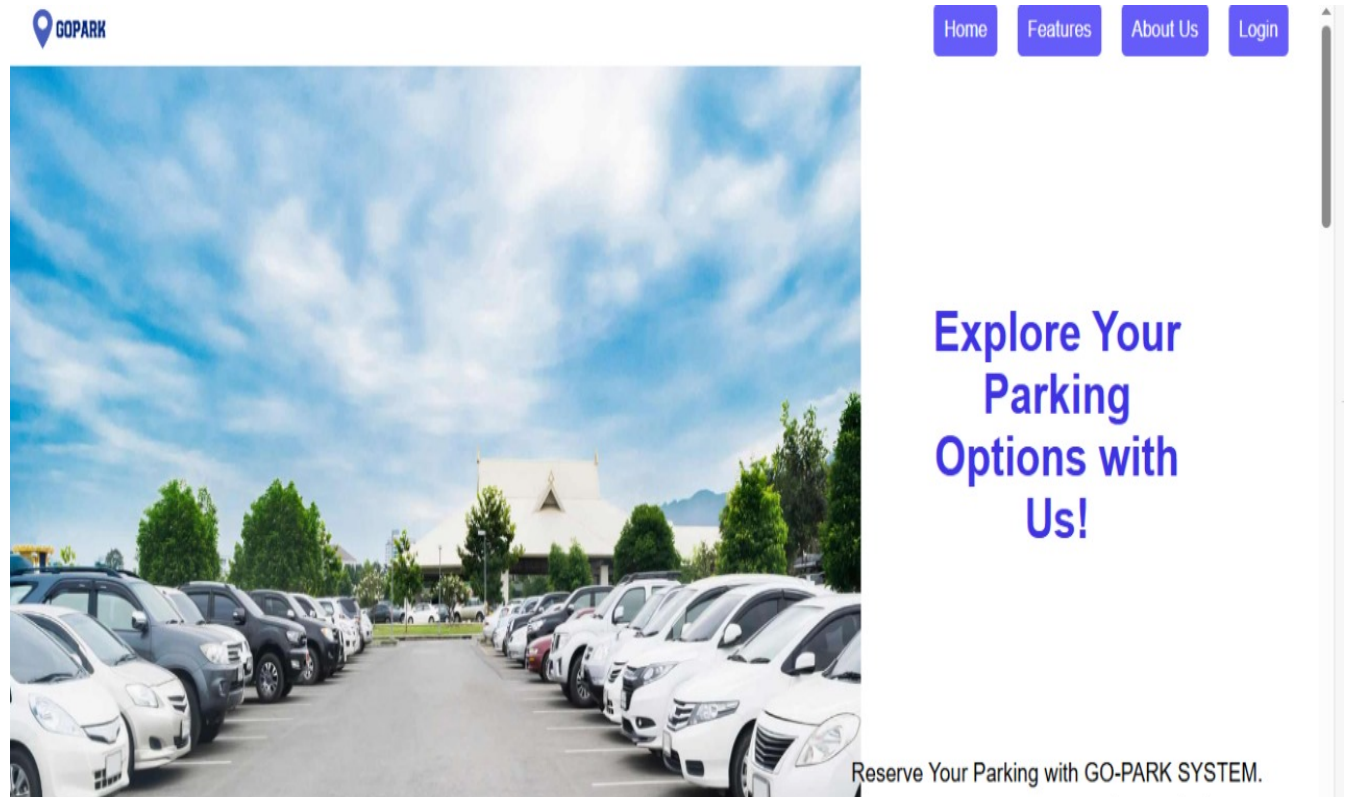 GOPARK
Home
Features
About Us
Login
Explore Your
Parking
Options with
Us!
Reserve Your Parking with GO-PARK SYSTEM.